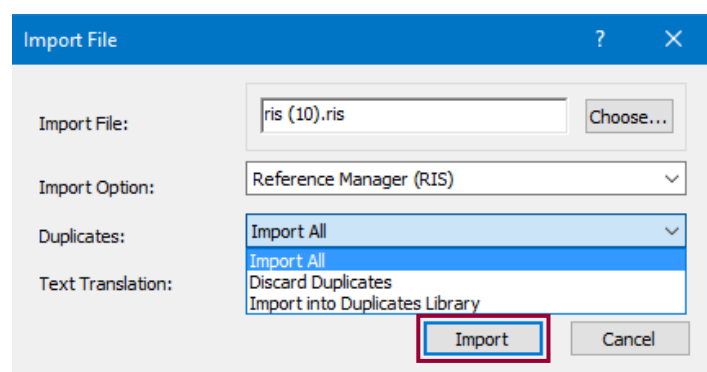 Import File ? ×
Import File: ris (10).ris Choose...
Import Option: Reference Manager (RIS)
Duplicates: Import All
Import All
Text Translation: Discard Duplicates
Import into Duplicates Library
Import Cancel